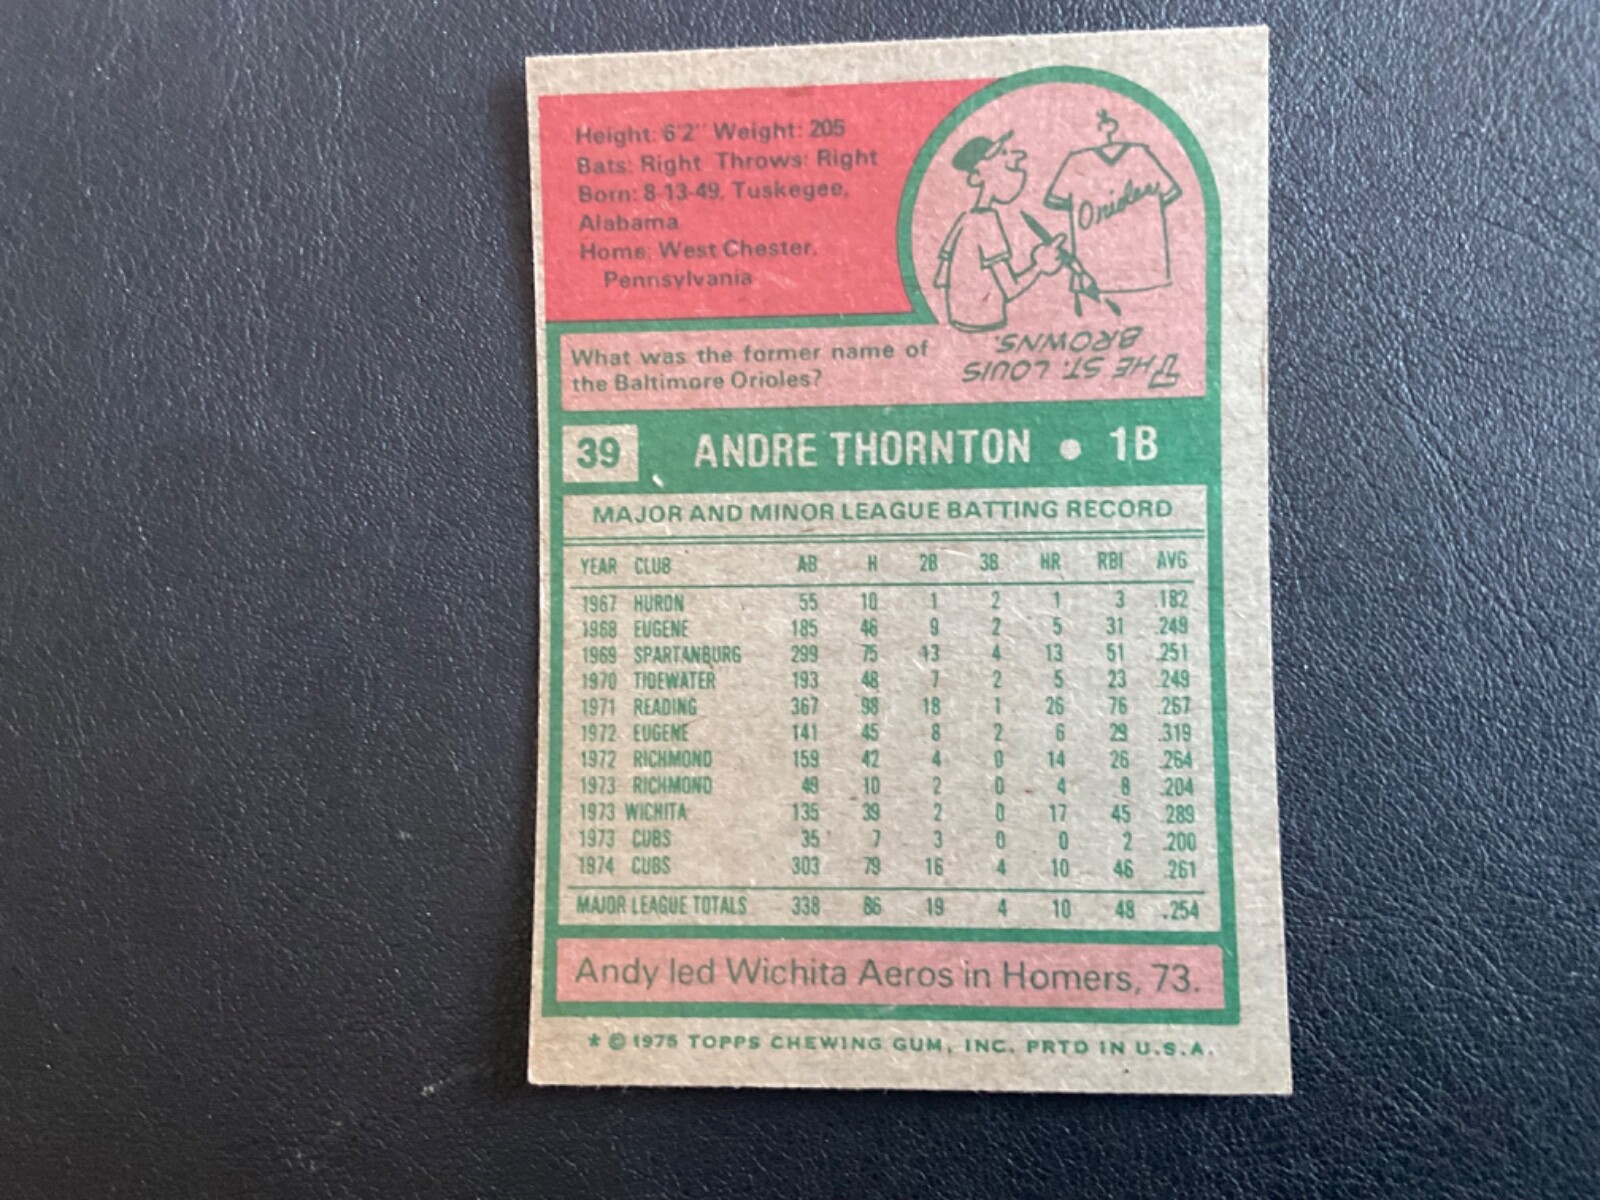 Height: 6'2" Weight: 205
Bats: Right Throws: Right
Born: 8-13-49, Tuskegee,
Alabama
Home: West Chester,
Pennsylvania
Orioles
What was the former name of
the Baltimore Orioles?
THE ST. LOUIS
BROWNS.
39 ANDRE THORNTON • 1B
MAJOR AND MINOR LEAGUE BATTING RECORD
YEAR CLUB AB H 2B 3B HR RBI AVG
1967 HURON 55 10 1 2 1 3 .182
1968 EUGENE 185 46 9 2 5 31 .249
1969 SPARTANBURG 299 75 13 4 13 51 .251
1970 TIDEWATER 193 48 7 2 5 23 .249
1971 READING 367 98 18 1 26 76 .267
1972 EUGENE 141 45 8 2 6 29 .319
1972 RICHMOND 159 42 4 0 14 26 .264
1973 RICHMOND 49 10 2 0 4 8 .204
1973 WICHITA 135 39 2 0 17 45 .289
1973 CUBS 35 7 3 0 0 2 .200
1974 CUBS 303 79 16 4 10 46 .261
MAJOR LEAGUE TOTALS 338 86 19 4 10 48 .254
Andy led Wichita Aeros in Homers, 73.
* © 1975 TOPPS CHEWING GUM, INC. PRTD IN U.S.A.